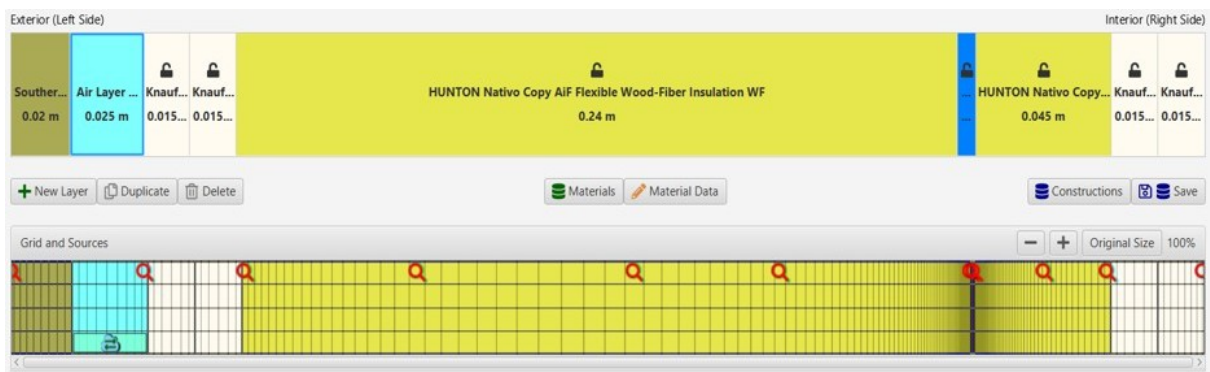 Exterior (Left Side) Interior (Right Side)
Souther... Air Layer ... Knauf... Knauf... HUNTON Nativo Copy AiF Flexible Wood-Fiber Insulation WF ... HUNTON Nativo Copy... Knauf... Knauf...
0.02 m 0.025 m 0.015... 0.015... 0.24 m ... 0.045 m 0.015... 0.015...
New Layer Duplicate Delete Materials Material Data Constructions Save
Grid and Sources Original Size 100%